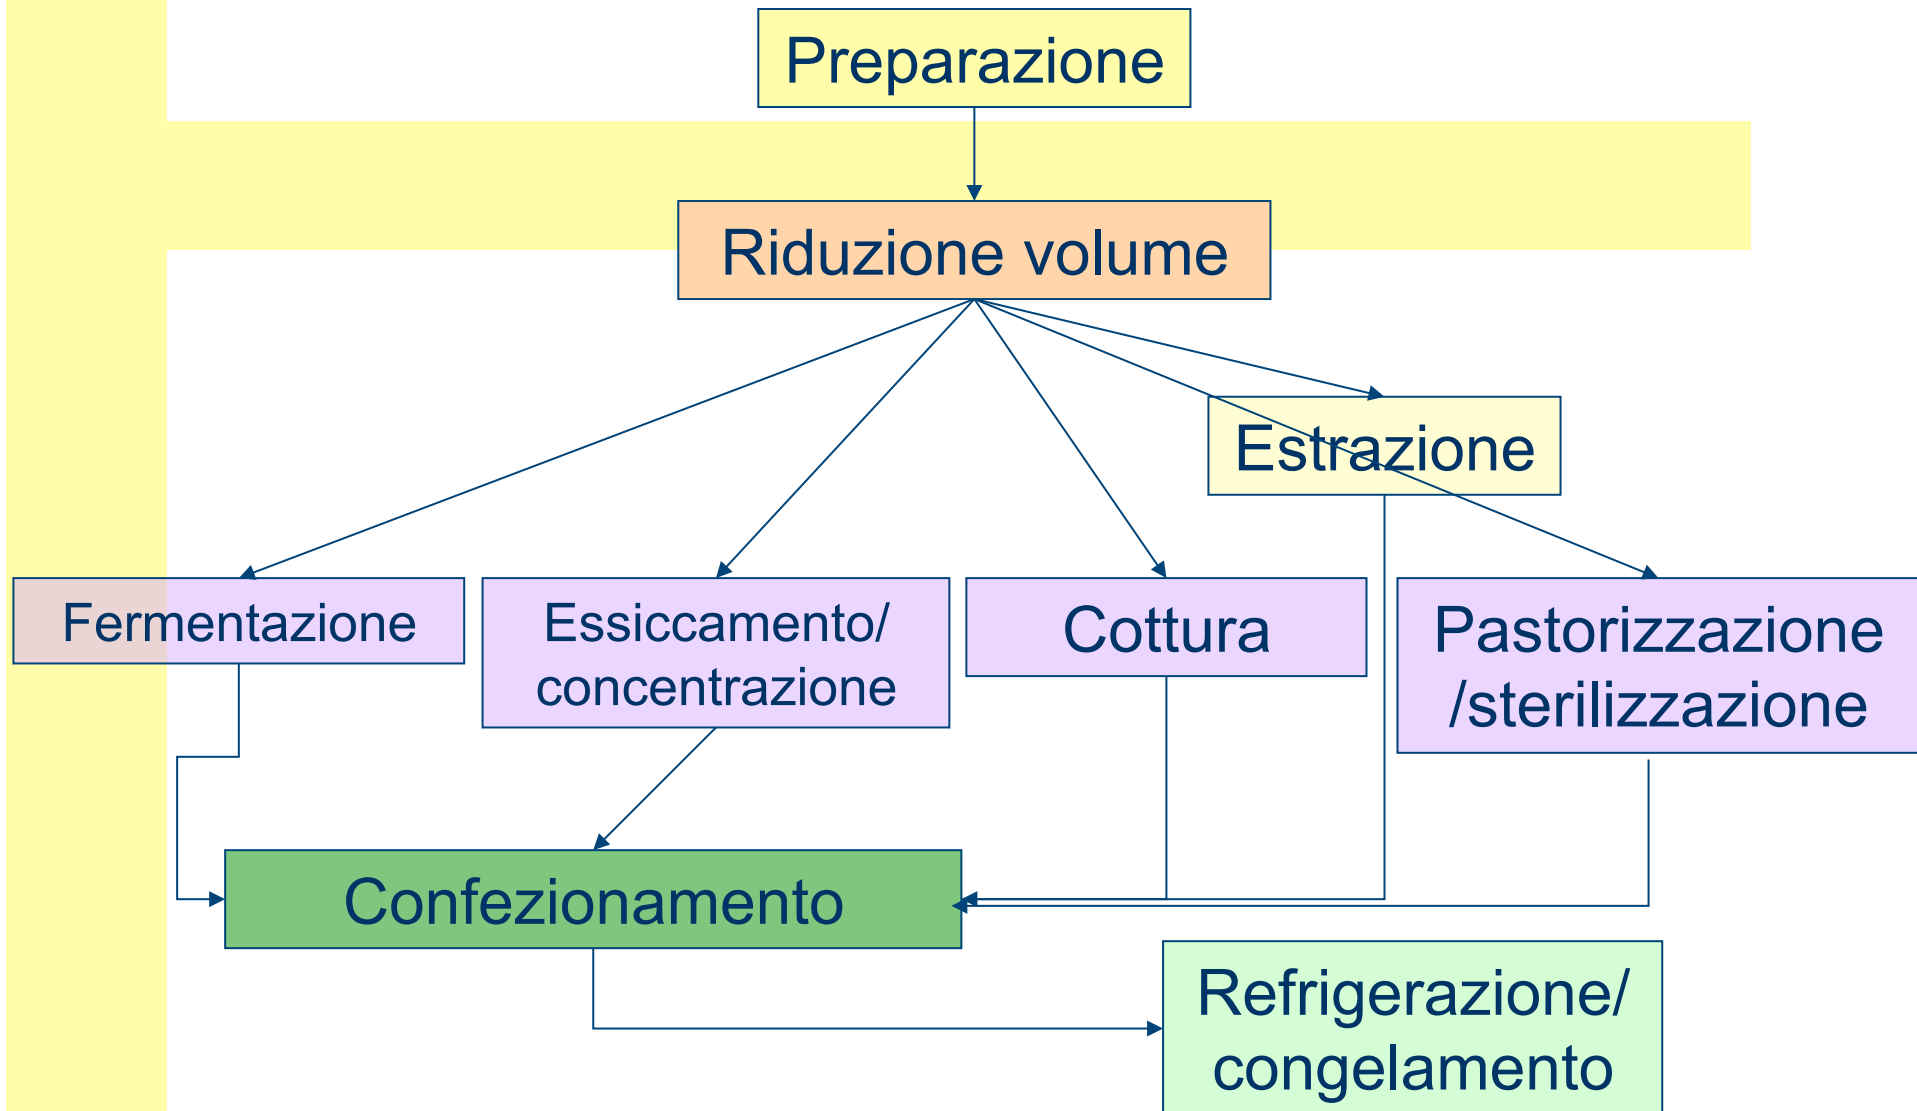 Preparazione
Riduzione volume
Estrazione
Fermentazione
Essiccamento/
concentrazione
Cottura
Pastorizzazione
/sterilizzazione
Confezionamento
Refrigerazione/
congelamento